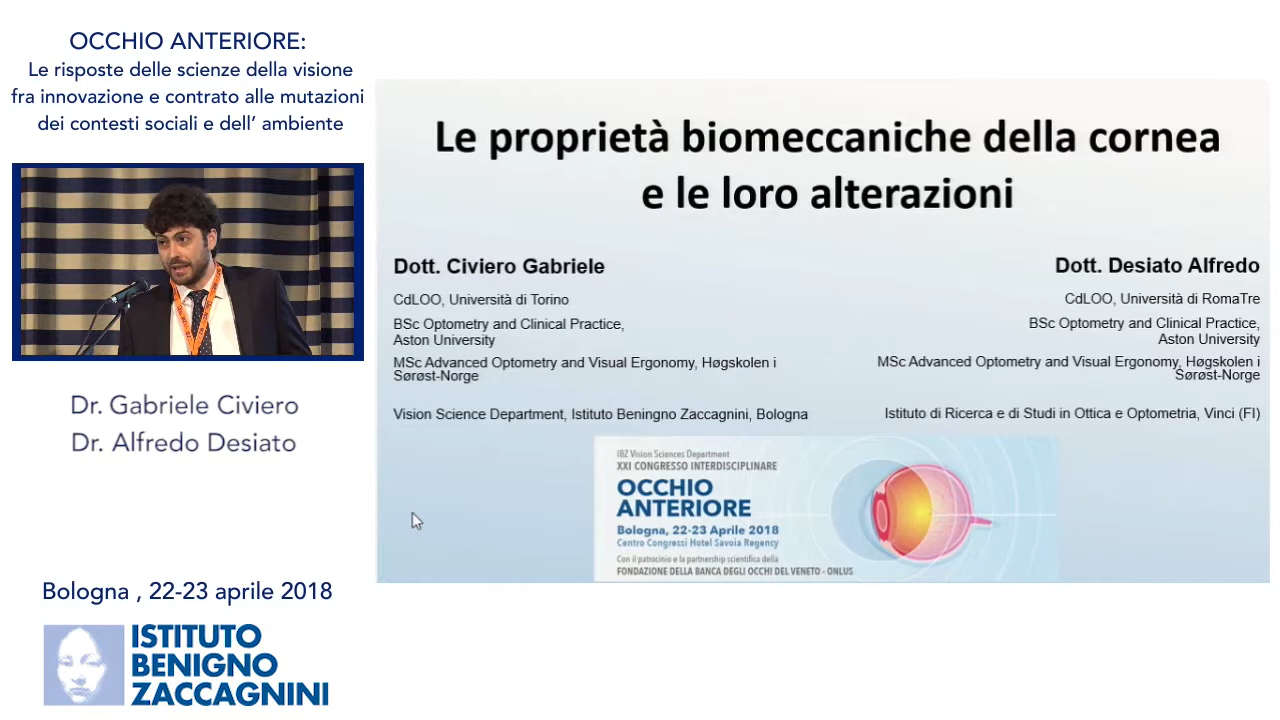 OCCHIO ANTERIORE:
Le risposte delle scienze della visione
fra innovazione e contrato alle mutazioni
dei contesti sociali e dell' ambiente
Dr. Gabriele Civiero
Dr. Alfredo Desiato
Bologna , 22-23 aprile 2018
ISTITUTO
BENIGNO
ZACCAGNINI
Le proprietà biomeccaniche della cornea
e le loro alterazioni
Dott. Civiero Gabriele
CdLOO, Università di Torino
BSc Optometry and Clinical Practice,
Aston University
MSc Advanced Optometry and Visual Ergonomy, Høgskolen i
Sørøst-Norge
Vision Science Department, Istituto Beningno Zaccagnini, Bologna
Dott. Desiato Alfredo
CdLOO, Università di RomaTre
BSc Optometry and Clinical Practice,
Aston University
MSc Advanced Optometry and Visual Ergonomy, Høgskolen i
Sørøst-Norge
Istituto di Ricerca e di Studi in Ottica e Optometria, Vinci (FI)
IBZ Vision Sciences Department
XXI CONGRESSO INTERDISCIPLINARE
OCCHIO
ANTERIORE
Bologna, 22-23 Aprile 2018
Centro Congressi Hotel Savoia Regency
Con il patrocinio e la partnership scientifica della
FONDAZIONE DELLA BANCA DEGLI OCCHI DEL VENETO - ONLUS